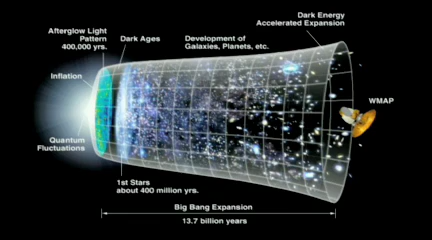 Dark Energy
Accelerated Expansion
Afterglow Light
Pattern
400,000 yrs.
Dark Ages
Development of
Galaxies, Planets, etc.
Inflation
WMAP
Quantum
Fluctuations
1st Stars
about 400 million yrs.
Big Bang Expansion
13.7 billion years